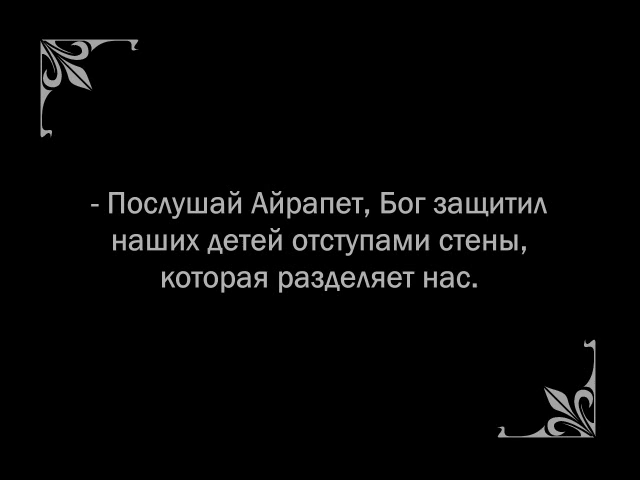 - Послушай Айрапет, Бог защитил
наших детей отступами стены,
которая разделяет нас.